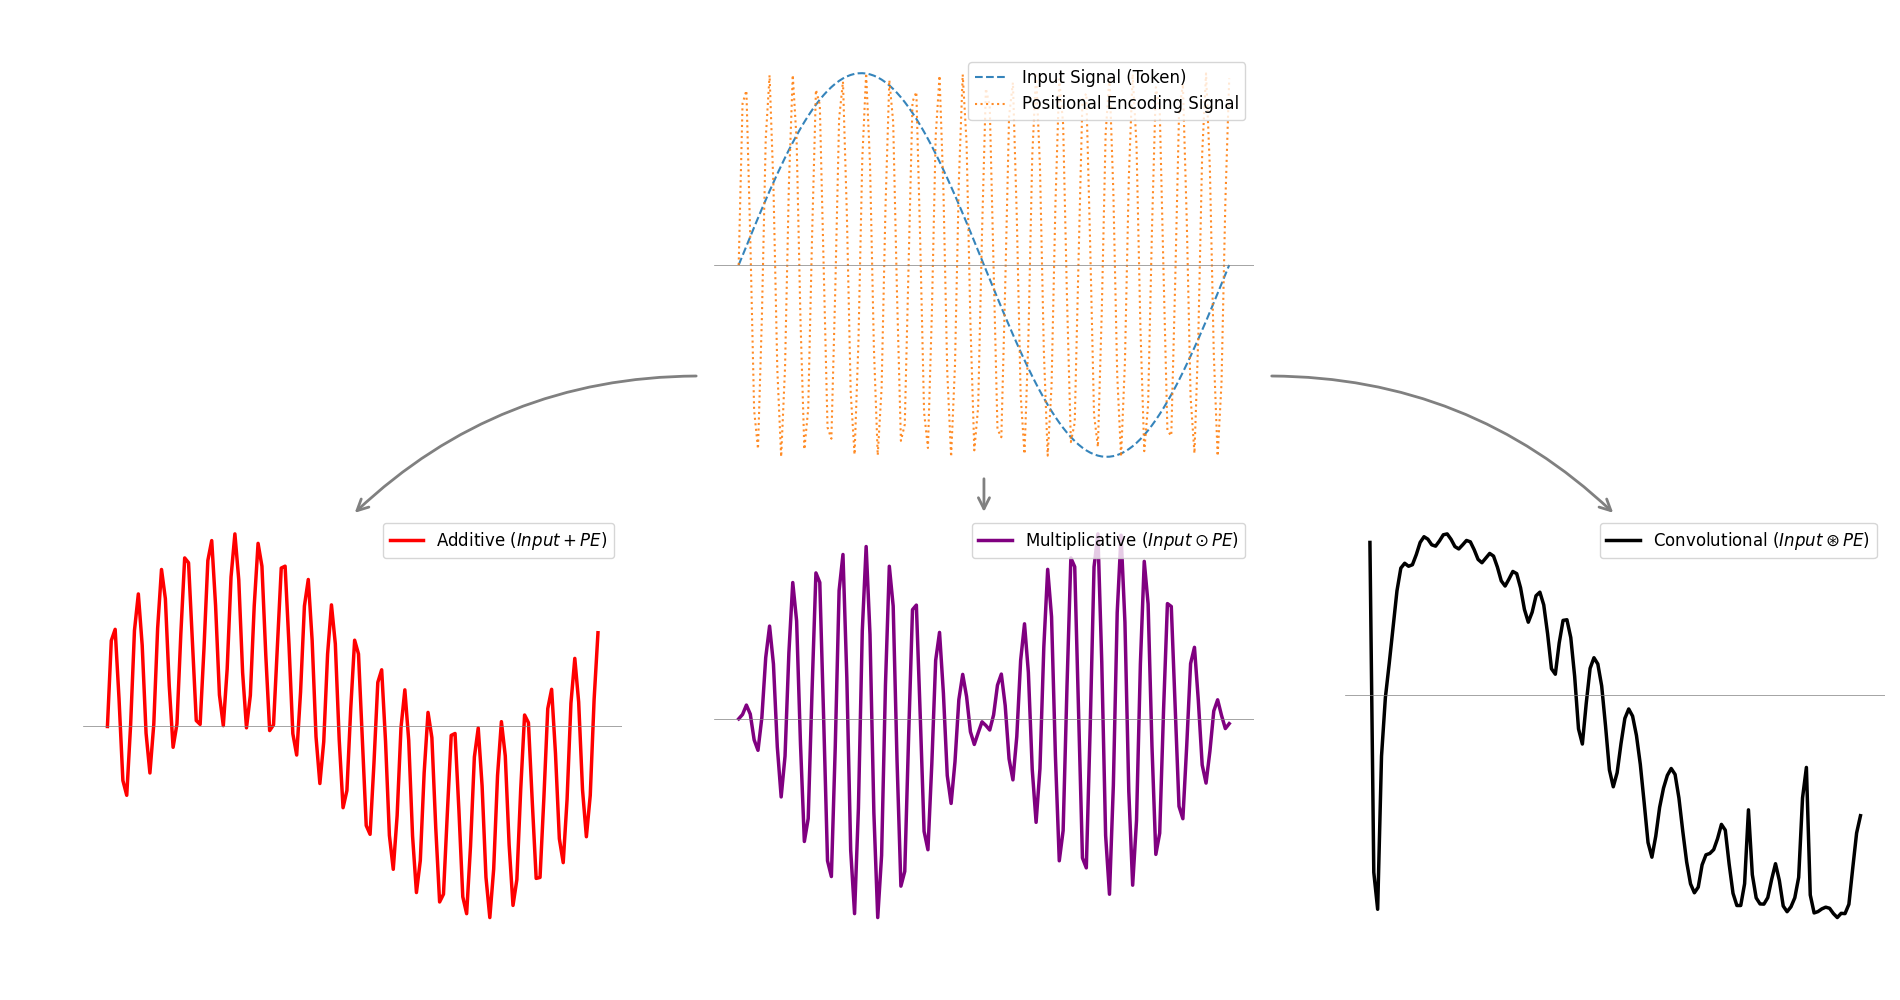 Input Signal (Token)
Positional Encoding Signal
Additive (Input + PE)
Multiplicative (Input ⊙ PE)
Convolutional (Input ⊛ PE)